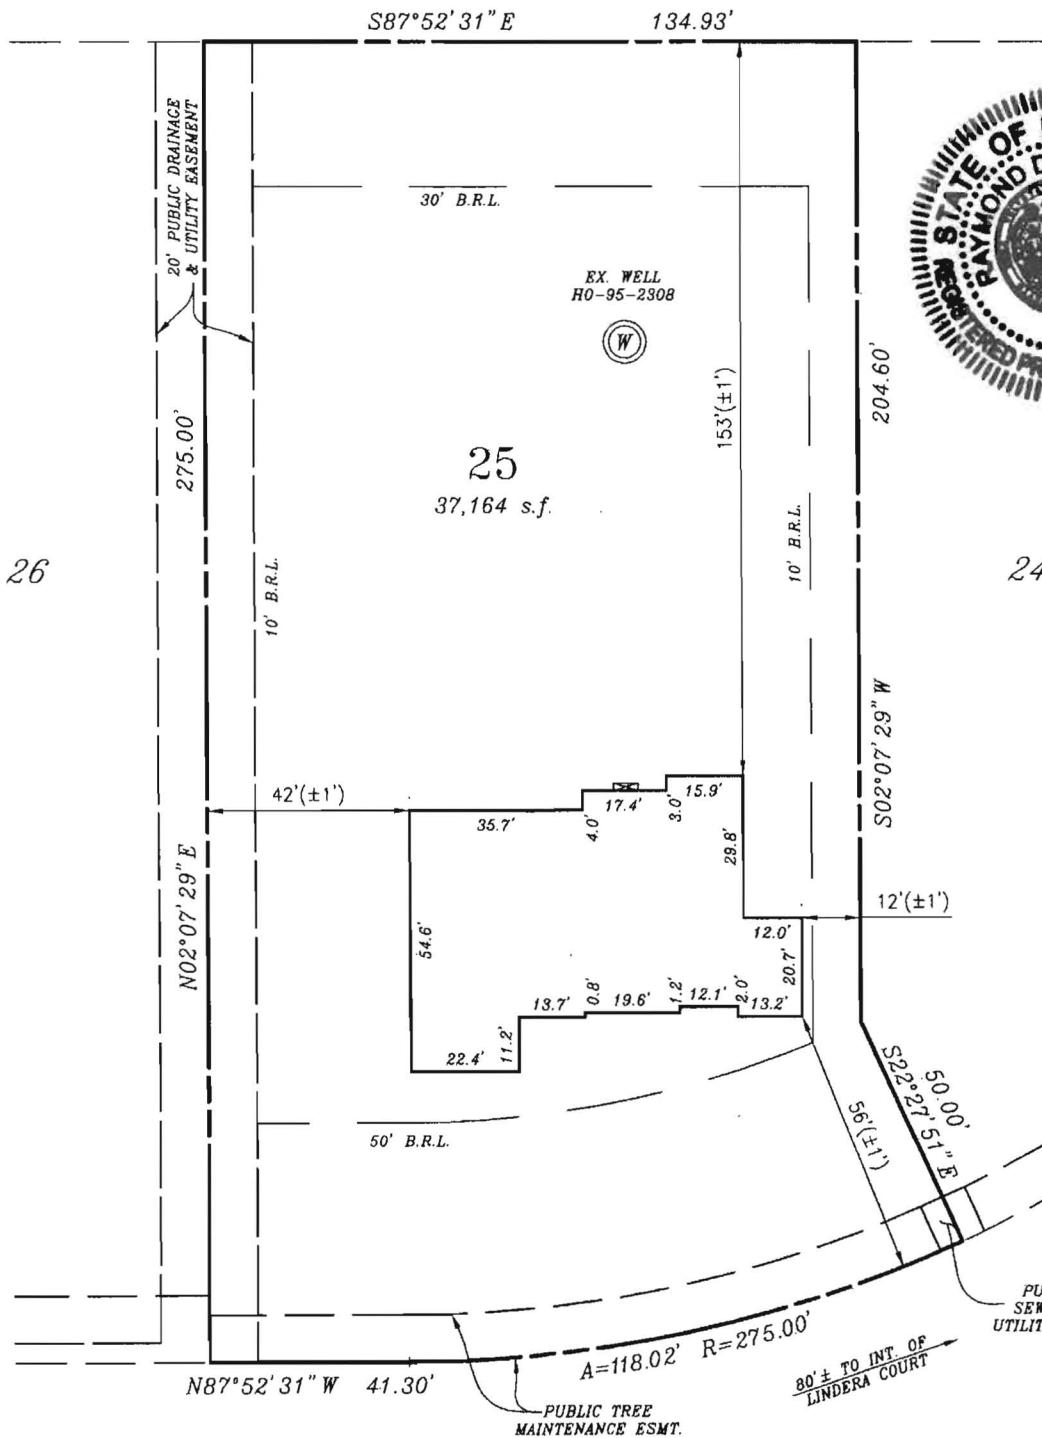 S87°52'31"E 134.93'
20' PUBLIC DRAINAGE
& UTILITY EASEMENT
30' B.R.L.
EX. WELL
HO-95-2308
W
STATE OF
RAYMOND
REGISTERED
275.00'
153'(±1')
204.60'
25
37,164 s.f.
26
24
10' B.R.L.
10' B.R.L.
S02°07'29"W
N02°07'29"E
42'(±1')
35.7'
4.0'
17.4'
3.0'
15.9'
29.8'
12'(±1')
12.0'
20.7'
54.6'
13.7'
0.8'
19.6'
1.2'
12.1'
2.0'
13.2'
22.4'
11.2'
50' B.R.L.
56'(±1')
50.00'
S22°27'51"E
A=118.02' R=275.00'
80'± TO INT. OF
LINDERA COURT
N87°52'31"W 41.30'
PUBLIC TREE
MAINTENANCE ESMT.